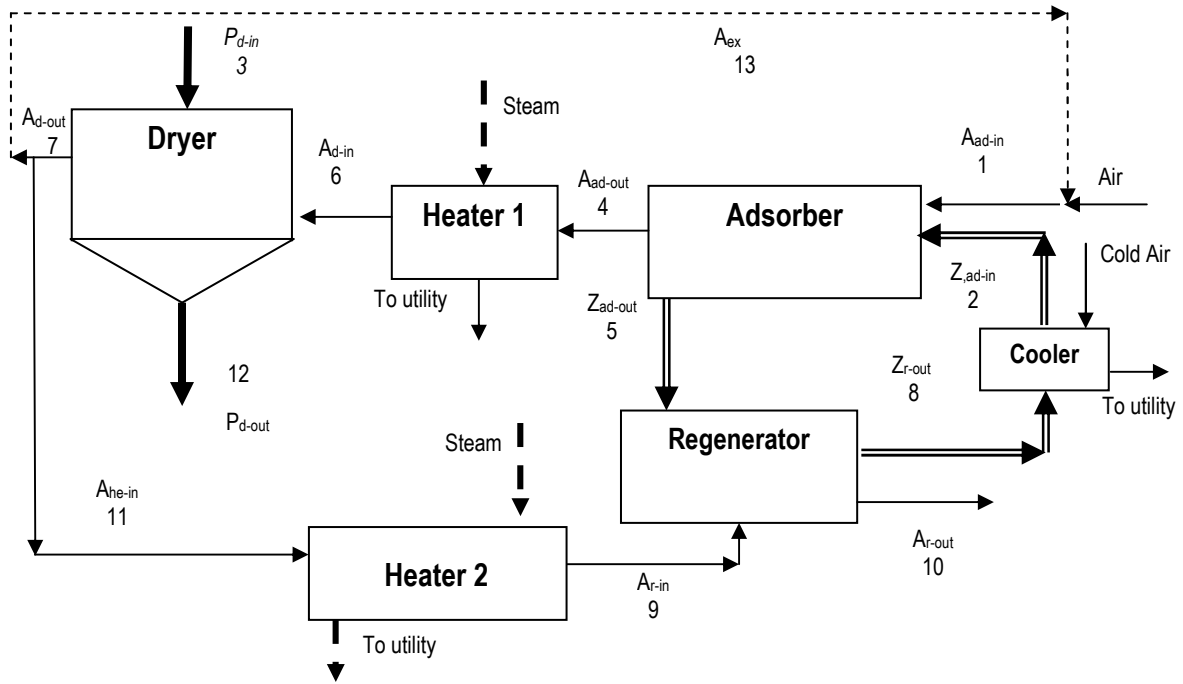 Pd-in
3
Aex
13
Steam
Ad-out
7
Dryer
Ad-in
6
Aad-in
1
Air
Heater 1
Aad-out
4
Adsorber
Cold Air
To utility
Zad-out
5
Z,ad-in
2
Cooler
12
Pd-out
Zr-out
8
To utility
Steam
Regenerator
Ahe-in
11
Heater 2
Ar-in
9
Ar-out
10
To utility